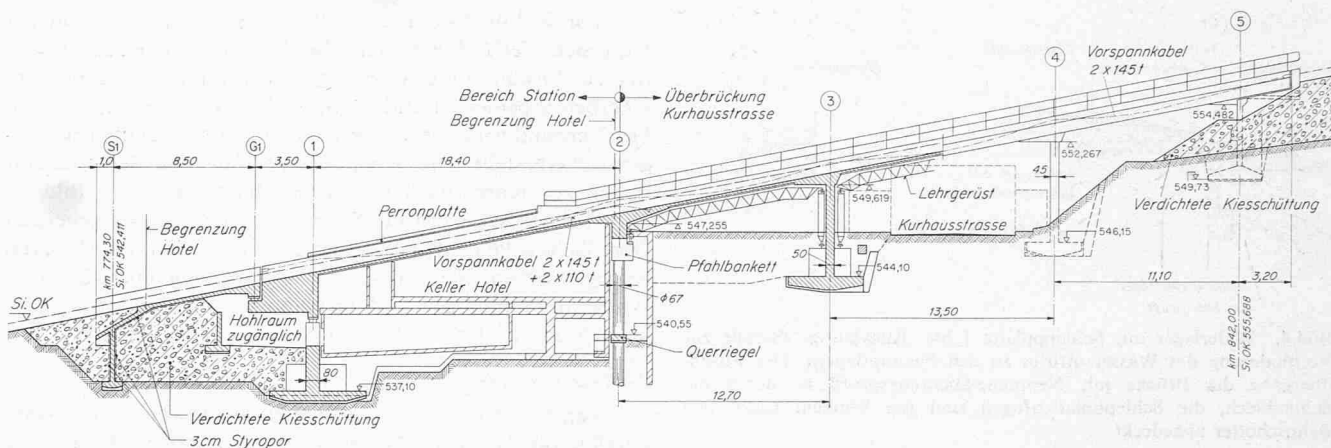 5
Vorspannkabel
2 x 145 t
4
3
Bereich Station
Überbrückung
Begrenzung Hotel
Kurhausstrasse
554,482
552,267
S1
G1
1
2
1,0
8,50
3,50
18,40
45
549,73
Lehrgerüst
549,619
Verdichtete Kiesschüttung
Perronplatte
Kurhausstrasse
547,255
546,15
km 774,30
Si. OK 542,411
Begrenzung
Hotel
Vorspannkabel 2 x 145 t
+ 2 x 110 t
Pfahlbankett
50
544,10
11,10
3,20
Keller Hotel
Φ 67
Si. OK
13,50
Hohlraum
zugänglich
540,55
km 842,00
Si. OK 555,688
Querriegel
80
537,10
12,70
Verdichtete Kiesschüttung
3 cm Styropor